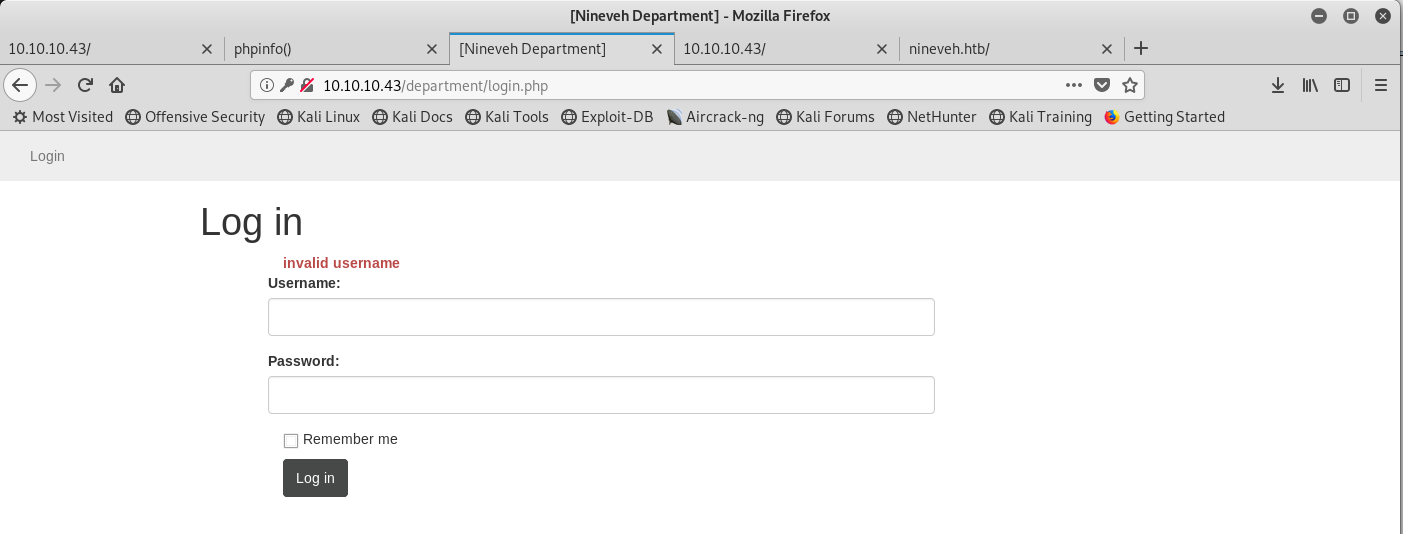 [Nineveh Department] - Mozilla Firefox
10.10.10.43/ phpinfo() [Nineveh Department] 10.10.10.43/ nineveh.htb/
10.10.10.43/department/login.php
Most Visited Offensive Security Kali Linux Kali Docs Kali Tools Exploit-DB Aircrack-ng Kali Forums NetHunter Kali Training Getting Started
Login
Log in
invalid username
Username:
Password:
Remember me
Log in